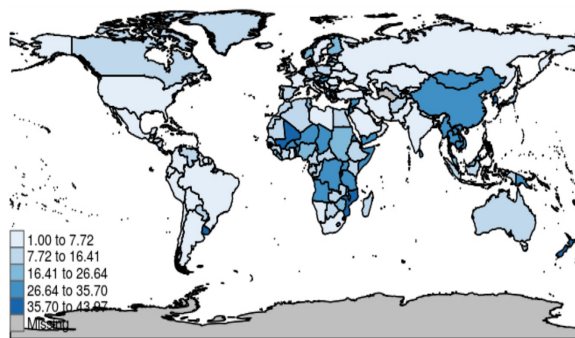 1.00 to 7.72
7.72 to 16.41
16.41 to 26.64
26.64 to 35.70
35.70 to 43.97
Missing